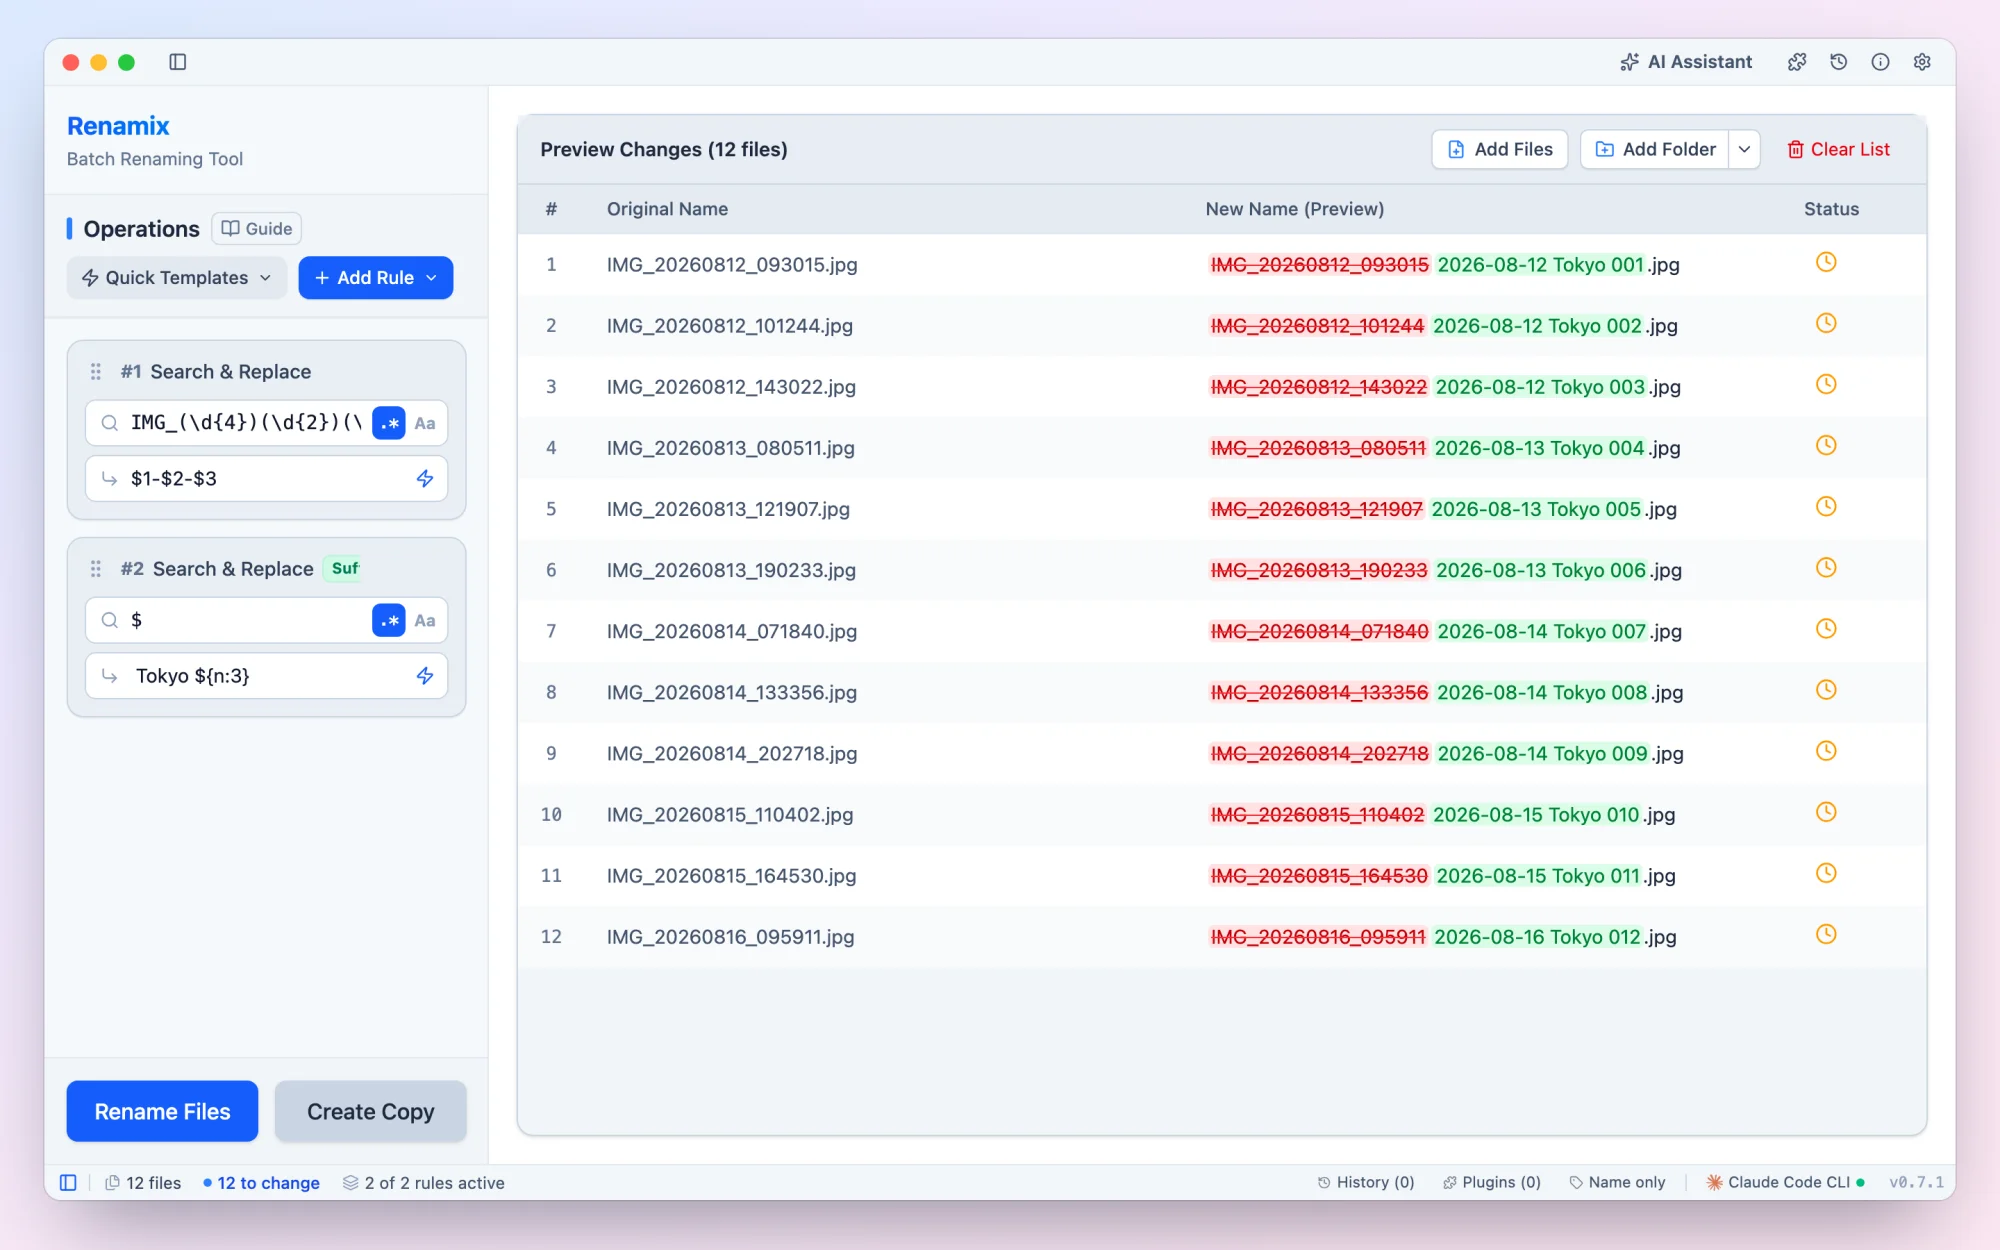 AI Assistant
Renamix
Batch Renaming Tool
Operations Guide
Quick Templates Add Rule
#1 Search & Replace
IMG_(\d{4})(\d{2})(\ .* Aa
$1-$2-$3
#2 Search & Replace Suf
$ .* Aa
Tokyo ${n:3}
Rename Files Create Copy
Preview Changes (12 files) Add Files Add Folder Clear List
# Original Name New Name (Preview) Status
1 IMG_20260812_093015.jpg IMG_20260812_093015 2026-08-12 Tokyo 001.jpg
2 IMG_20260812_101244.jpg IMG_20260812_101244 2026-08-12 Tokyo 002.jpg
3 IMG_20260812_143022.jpg IMG_20260812_143022 2026-08-12 Tokyo 003.jpg
4 IMG_20260813_080511.jpg IMG_20260813_080511 2026-08-13 Tokyo 004.jpg
5 IMG_20260813_121907.jpg IMG_20260813_121907 2026-08-13 Tokyo 005.jpg
6 IMG_20260813_190233.jpg IMG_20260813_190233 2026-08-13 Tokyo 006.jpg
7 IMG_20260814_071840.jpg IMG_20260814_071840 2026-08-14 Tokyo 007.jpg
8 IMG_20260814_133356.jpg IMG_20260814_133356 2026-08-14 Tokyo 008.jpg
9 IMG_20260814_202718.jpg IMG_20260814_202718 2026-08-14 Tokyo 009.jpg
10 IMG_20260815_110402.jpg IMG_20260815_110402 2026-08-15 Tokyo 010.jpg
11 IMG_20260815_164530.jpg IMG_20260815_164530 2026-08-15 Tokyo 011.jpg
12 IMG_20260816_095911.jpg IMG_20260816_095911 2026-08-16 Tokyo 012.jpg
12 files 12 to change 2 of 2 rules active History (0) Plugins (0) Name only Claude Code CLI v0.7.1